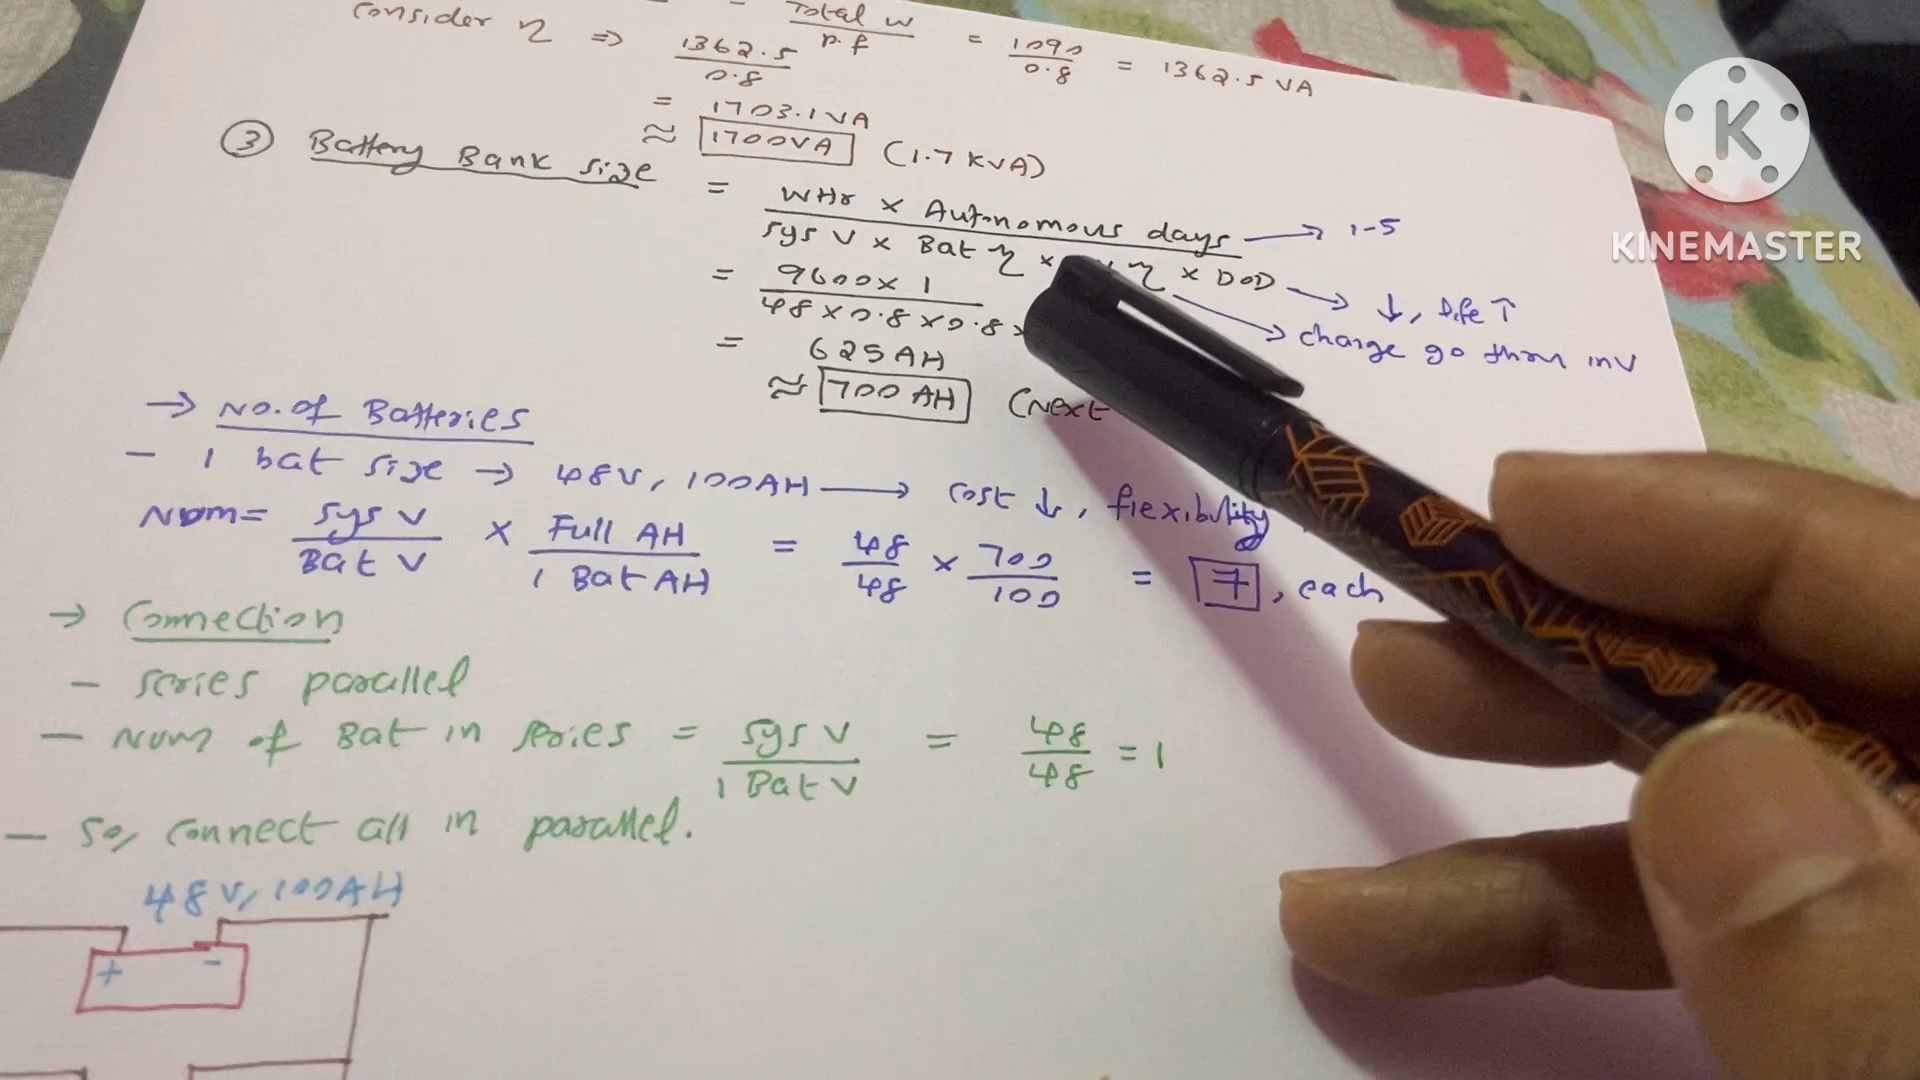 consider η ⇒ 1362.5 / 0.8
Total W / P.f = 1090 / 0.8 = 1362.5 VA
= 1703.1 VA
≈ 1700VA (1.7 KVA)
③ Battery Bank size = WHr × Autonomous days / Sys V × Bat η × η × DOD
→ 1-5
→ ↓, life ↑
→ change go thro inv
= 9600 × 1 / 48 × 0.8 × 0.8 ×
= 625 AH
≈ 700 AH (Next
→ No. of Batteries
- 1 bat size → 48V, 100AH → cost ↓, flexibility
Num = Sys V / Bat V × Full AH / 1 Bat AH = 48 / 48 × 700 / 100 = 7, each
→ Connection
- series parallel
- Num of Bat in series = Sys V / 1 Bat V = 48 / 48 = 1
- So, connect all in parallel.
48 V, 100AH
+ -
K
KINEMASTER